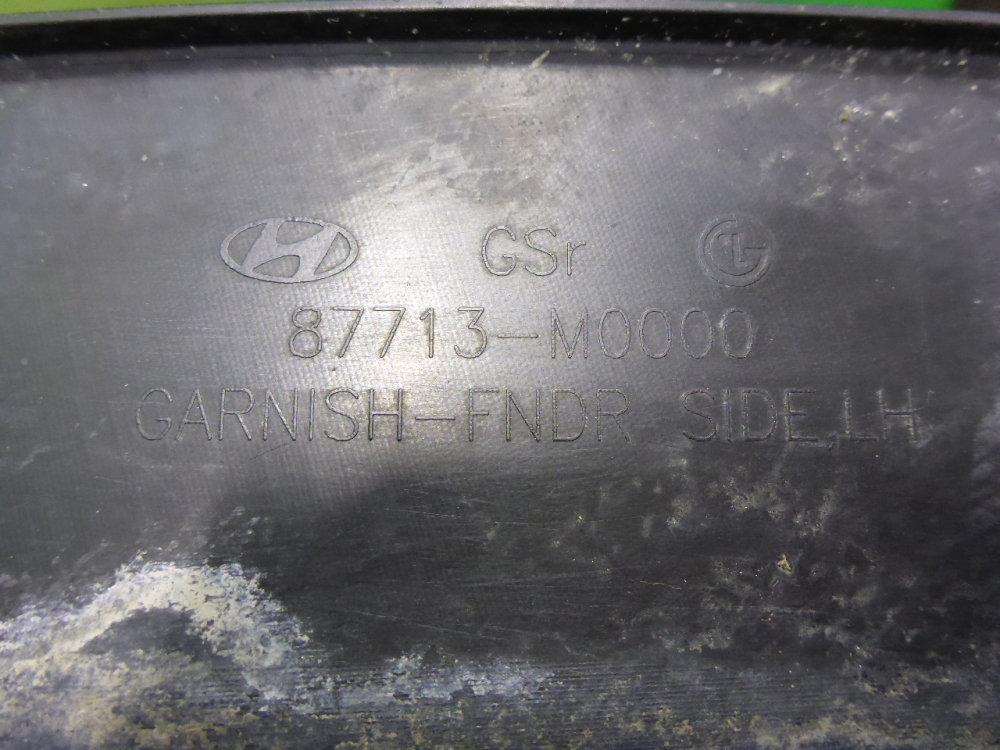 GSr
87713-M0000
GARNISH-FNDR SIDE,LH